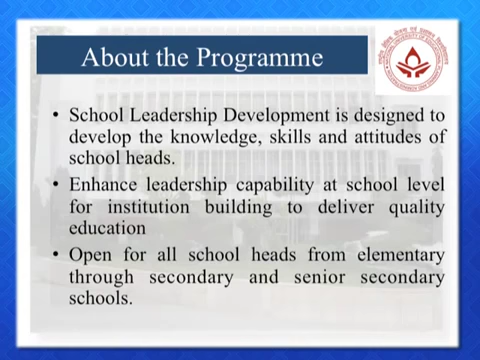 About the Programme
• School Leadership Development is designed to
develop the knowledge, skills and attitudes of
school heads.
• Enhance leadership capability at school level
for institution building to deliver quality
education
• Open for all school heads from elementary
through secondary and senior secondary
schools.